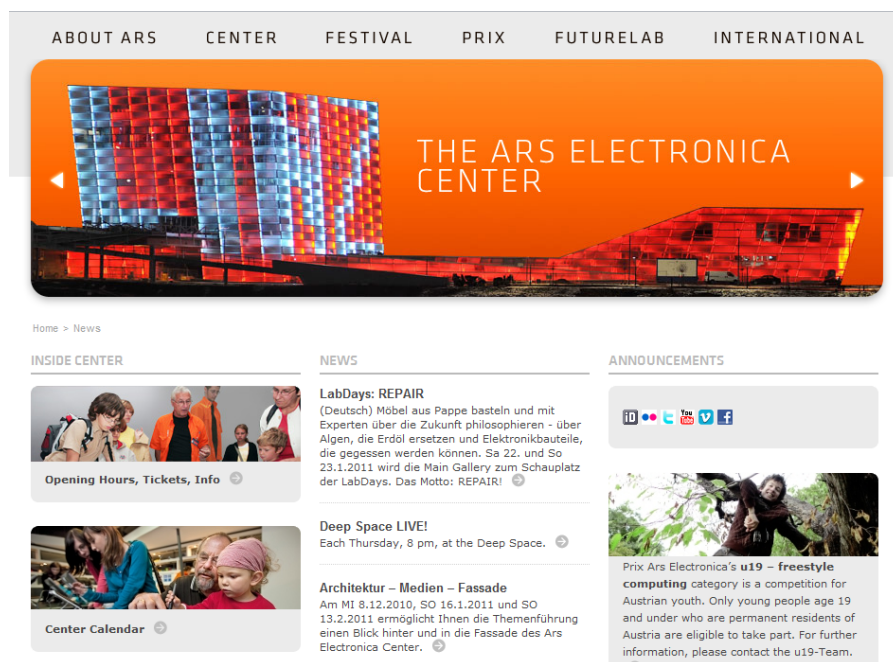 ABOUT ARS
CENTER
FESTIVAL
PRIX
FUTURELAB
INTERNATIONAL
THE ARS ELECTRONICA
CENTER
Home > News
INSIDE CENTER
Opening Hours, Tickets, Info
Center Calendar
NEWS
LabDays: REPAIR
(Deutsch) Möbel aus Pappe basteln und mit
Experten über die Zukunft philosophieren - über
Algen, die Erdöl ersetzen und Elektronikbauteile,
die gegessen werden können. Sa 22. und So
23.1.2011 wird die Main Gallery zum Schauplatz
der LabDays. Das Motto: REPAIR!
Deep Space LIVE!
Each Thursday, 8 pm, at the Deep Space.
Architektur – Medien – Fassade
Am MI 8.12.2010, SO 16.1.2011 und SO
13.2.2011 ermöglicht Ihnen die Themenführung
einen Blick hinter und in die Fassade des Ars
Electronica Center.
ANNOUNCEMENTS
iD
t
You
Tube
v
f
Prix Ars Electronica’s u19 – freestyle
computing category is a competition for
Austrian youth. Only young people age 19
and under who are permanent residents of
Austria are eligible to take part. For further
information, please contact the u19-Team.